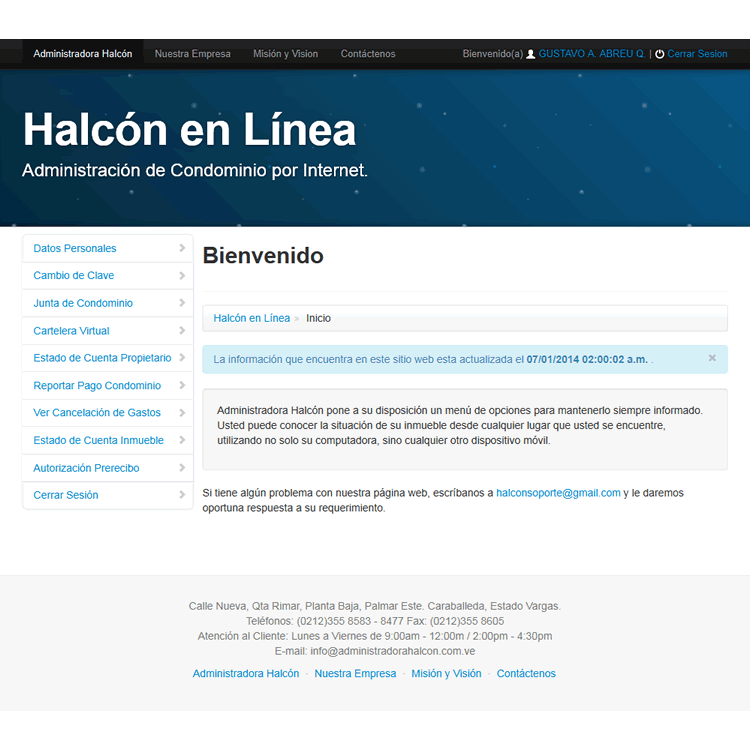 Administradora Halcón Nuestra Empresa Misión y Vision Contáctenos Bienvenido(a) GUSTAVO A. ABREU Q. | Cerrar Sesion
Halcón en Línea
Administración de Condominio por Internet.
Datos Personales
Cambio de Clave
Junta de Condominio
Cartelera Virtual
Estado de Cuenta Propietario
Reportar Pago Condominio
Ver Cancelación de Gastos
Estado de Cuenta Inmueble
Autorización Prerecibo
Cerrar Sesión
Bienvenido
Halcón en Línea » Inicio
La información que encuentra en este sitio web esta actualizada el 07/01/2014 02:00:02 a.m. . ×
Administradora Halcón pone a su disposición un menú de opciones para mantenerlo siempre informado.
Usted puede conocer la situación de su inmueble desde cualquier lugar que usted se encuentre,
utilizando no solo su computadora, sino cualquier otro dispositivo móvil.
Si tiene algún problema con nuestra página web, escríbanos a halconsoporte@gmail.com y le daremos
oportuna respuesta a su requerimiento.
Calle Nueva, Qta Rimar, Planta Baja, Palmar Este. Caraballeda, Estado Vargas.
Teléfonos: (0212)355 8583 - 8477 Fax: (0212)355 8605
Atención al Cliente: Lunes a Viernes de 9:00am - 12:00m / 2:00pm - 4:30pm
E-mail: info@administradorahalcon.com.ve
Administradora Halcón · Nuestra Empresa · Misión y Visión · Contáctenos